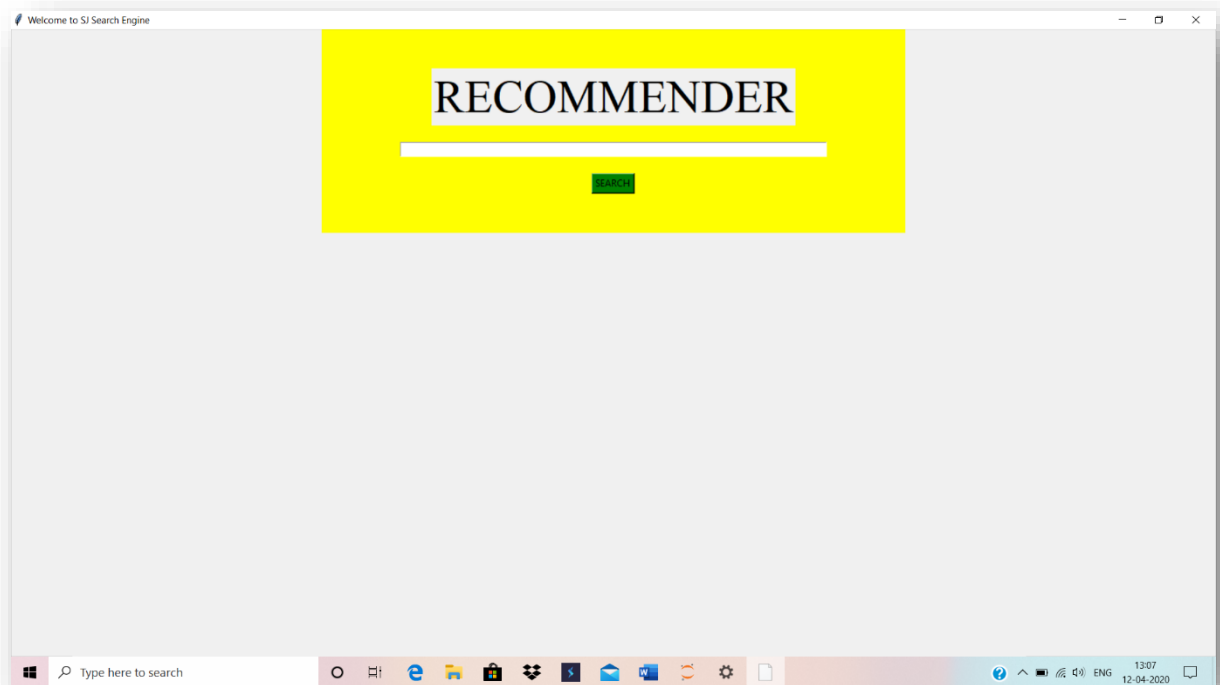 Welcome to SJ Search Engine
RECOMMENDER
SEARCH
Type here to search
ENG
13:07
12-04-2020